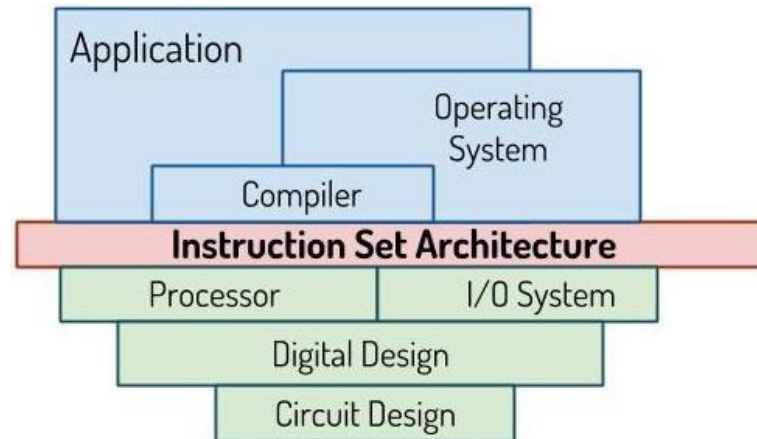 Application
Operating
System
Compiler
Instruction Set Architecture
Processor
I/O System
Digital Design
Circuit Design